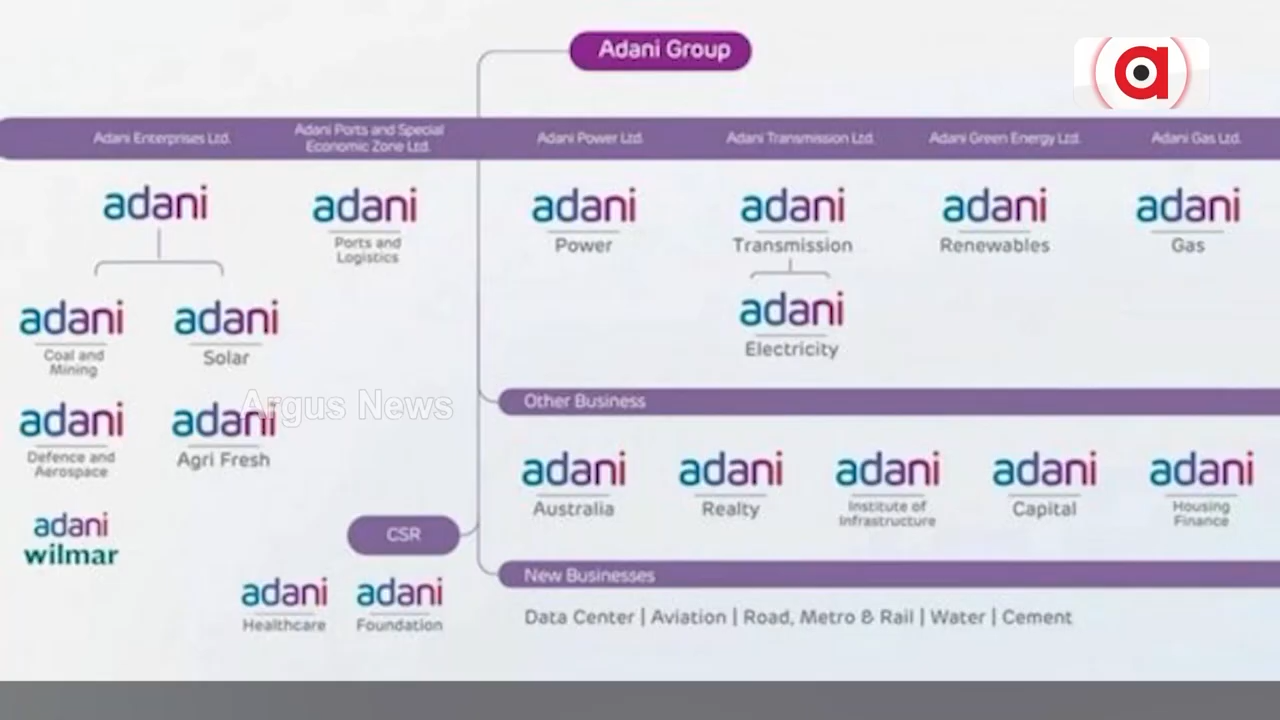 Adani Group
a
Adani Enterprises Ltd.
Adani Ports and Special
Economic Zone Ltd.
Adani Power Ltd.
Adani Transmission Ltd.
Adani Green Energy Ltd.
Adani Gas Ltd.
adani
adani
Ports and
Logistics
adani
Power
adani
Transmission
adani
Renewables
adani
Gas
adani
Coal and
Mining
adani
Solar
adani
Electricity
adani
Defence and
Aerospace
adani
Agri Fresh
Argus News
Other Business
adani
Australia
adani
Realty
adani
Institute of
Infrastructure
adani
Capital
adani
Housing
Finance
adani
wilmar
CSR
adani
Healthcare
adani
Foundation
New Businesses
Data Center | Aviation | Road, Metro & Rail | Water | Cement